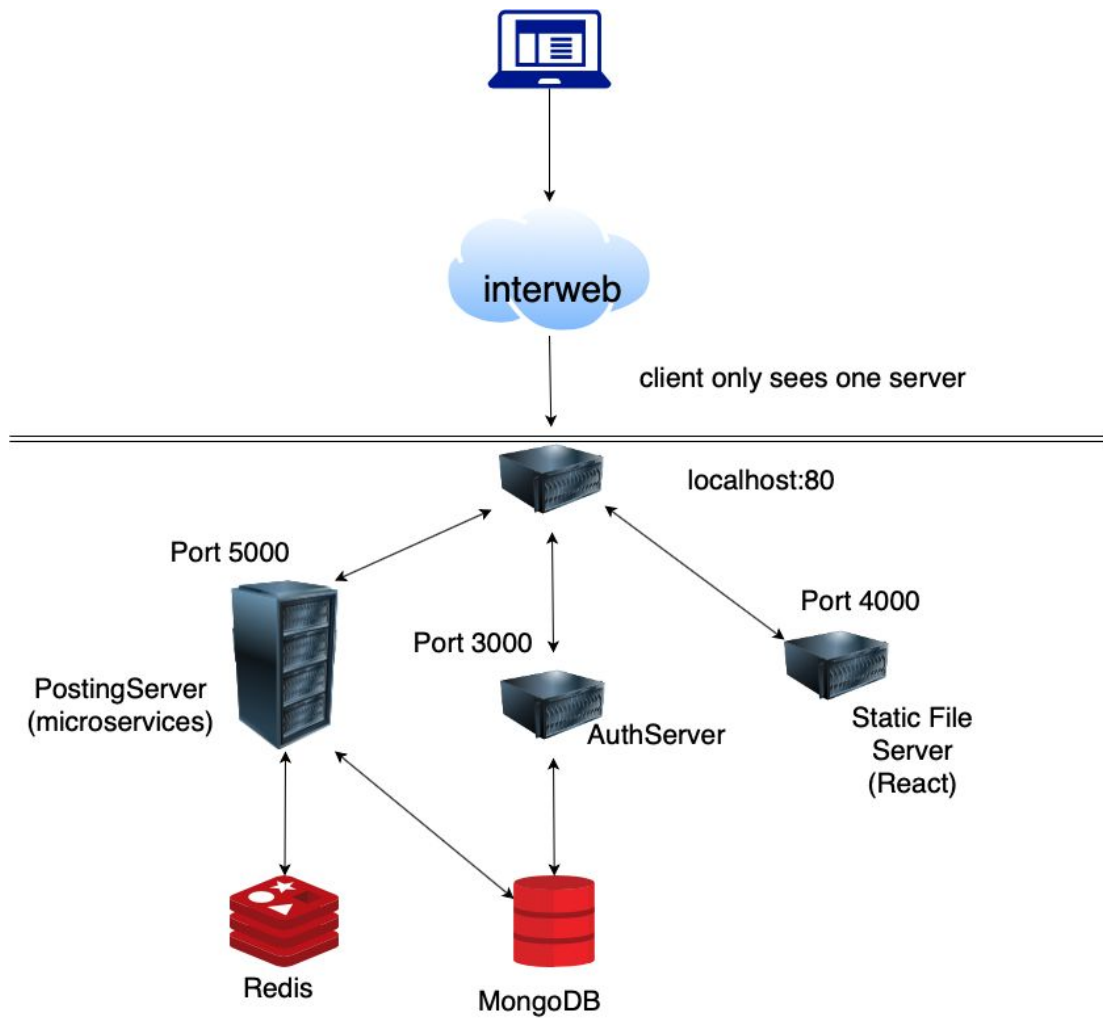 interweb
client only sees one server
localhost:80
Port 5000
Port 4000
Port 3000
PostingServer
(microservices)
AuthServer
Static File
Server
(React)
Redis
MongoDB